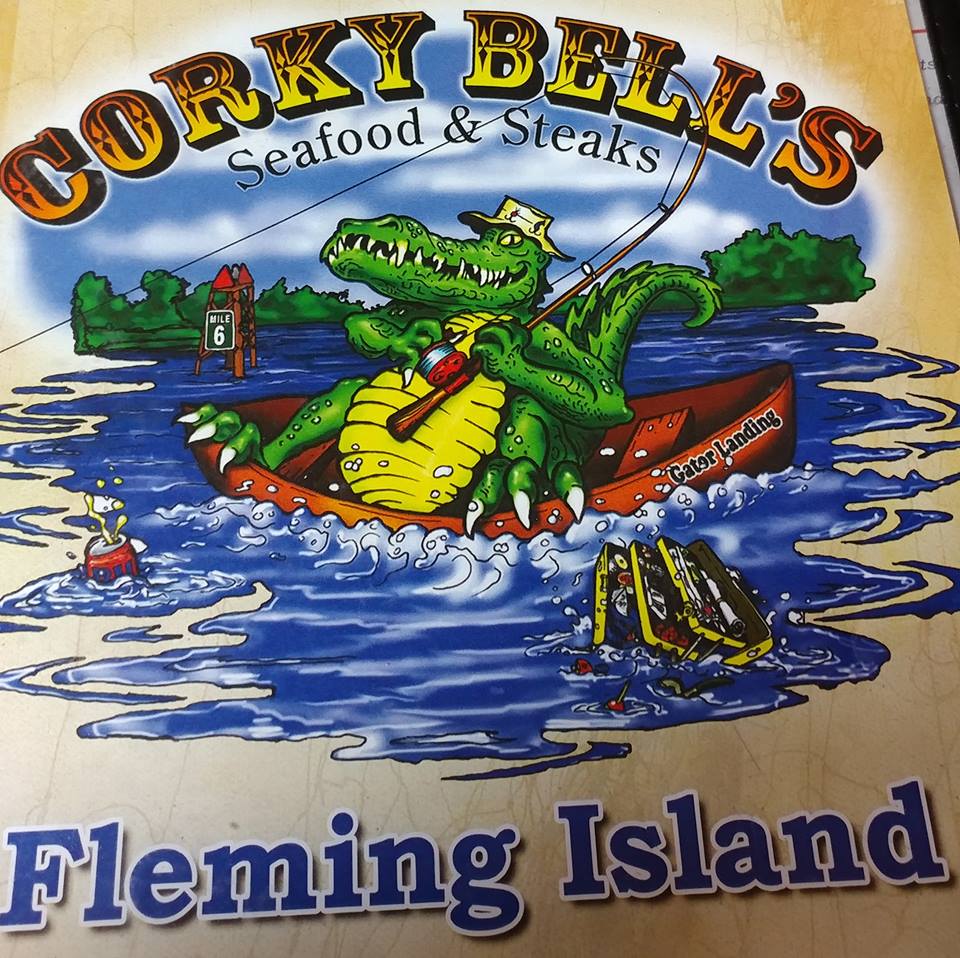 CORKY BELL'S
Seafood & Steaks
MILE
6
Gator Landing
Fleming Island